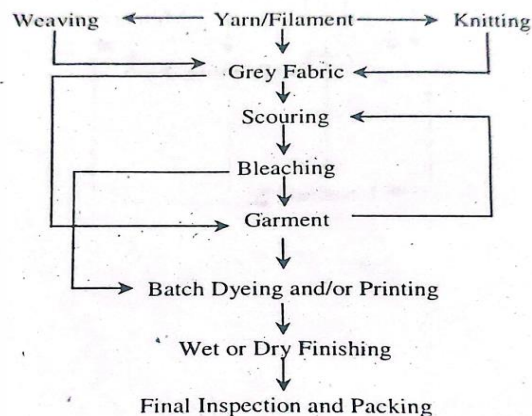 Weaving Yarn/Filament Knitting
Grey Fabric
Scouring
Bleaching
Garment
Batch Dyeing and/or Printing
Wet or Dry Finishing
Final Inspection and Packing